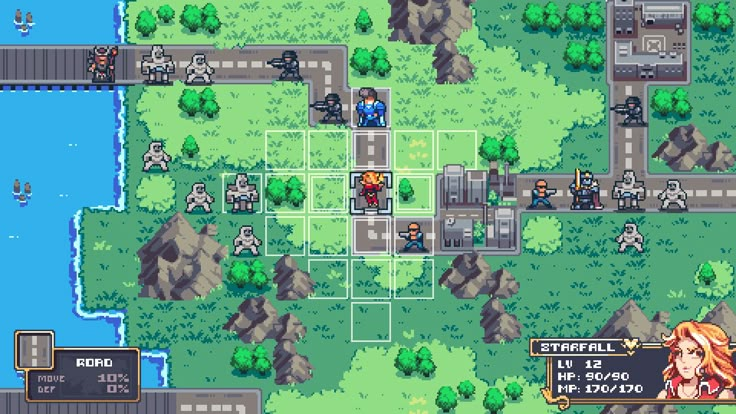 ROAD
MOVE 10%
DEF 0%
STARFALL
LV 12
HP: 90/90
MP: 170/170